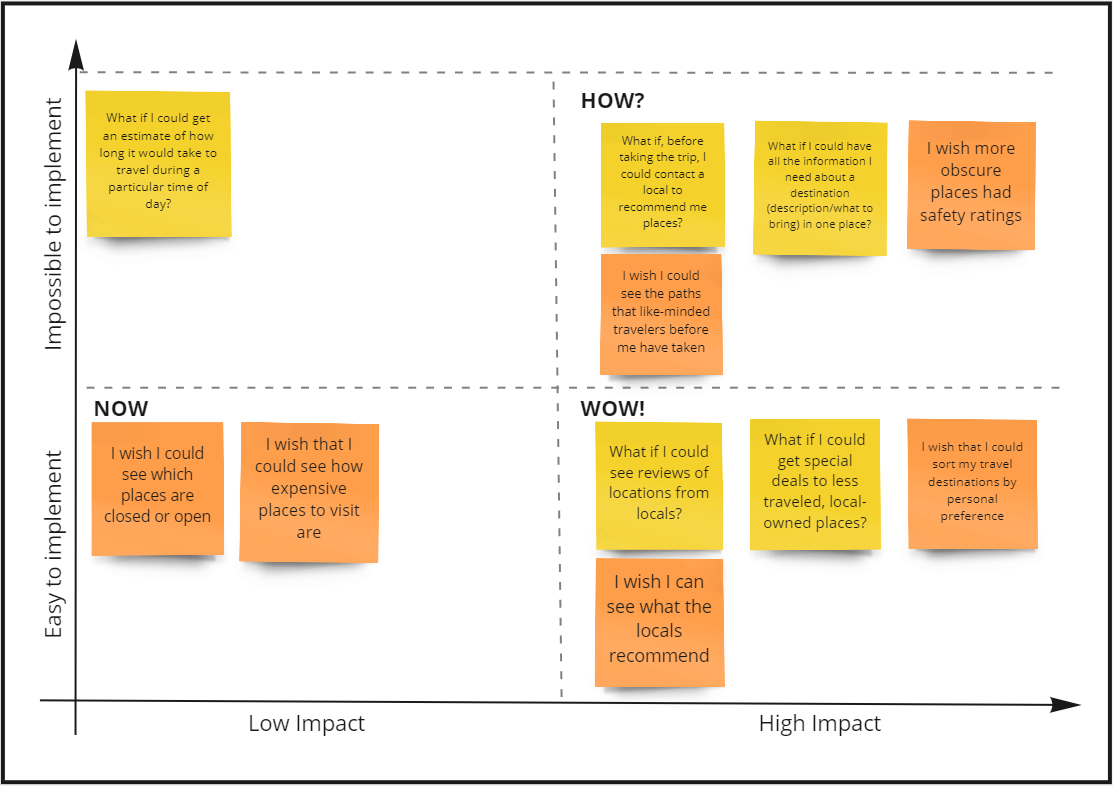 Impossible to implement
What if I could get
an estimate of how
long it would take to
travel during a
particular time of
day?
HOW?
What if, before
taking the trip, I
could contact a
local to
recommend me
places?
What if I could have
all the information I
need about a
destination
(description/what to
bring) in one place?
I wish more
obscure
places had
safety ratings
I wish I could
see the paths
that like-minded
travelers before
me have taken
Easy to implement
NOW
I wish I could
see which
places are
closed or open
I wish that I
could see how
expensive
places to visit
are
WOW!
What if I could
see reviews of
locations from
locals?
What if I could
get special
deals to less
traveled, local-
owned places?
I wish that I could
sort my travel
destinations by
personal
preference
I wish I can
see what the
locals
recommend
Low Impact
High Impact